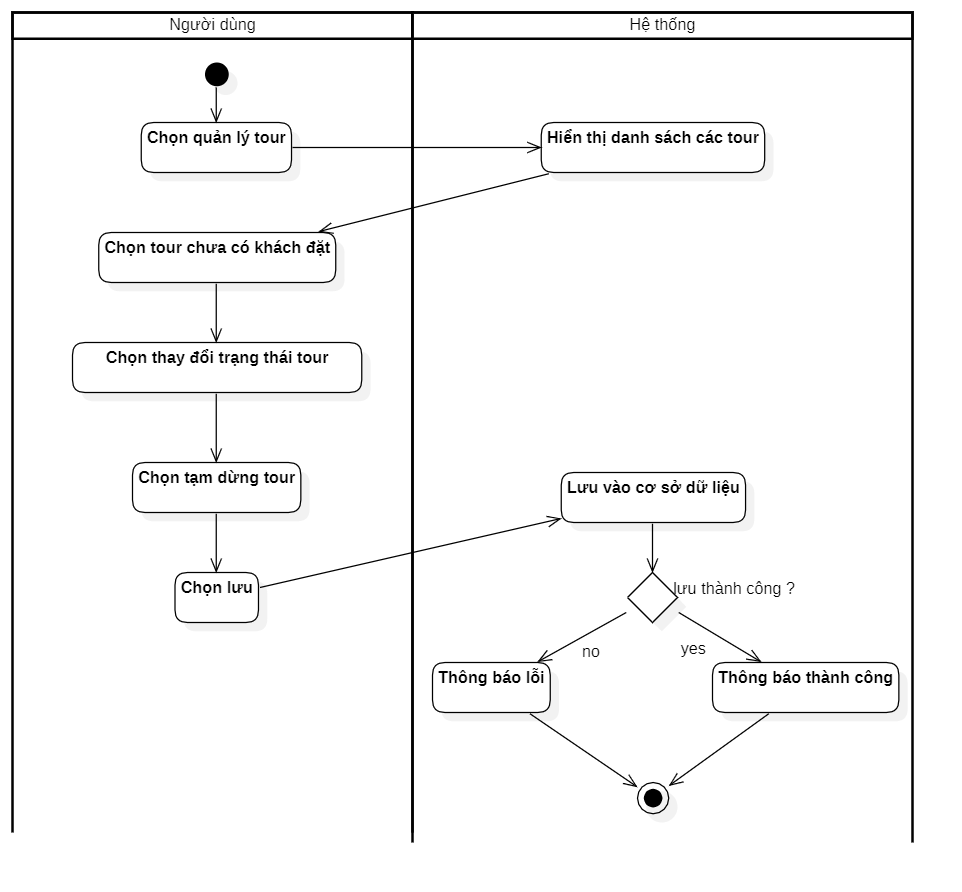 Người dùng
Hệ thống
Chọn quản lý tour
Hiển thị danh sách các tour
Chọn tour chưa có khách đặt
Chọn thay đổi trạng thái tour
Chọn tạm dừng tour
Lưu vào cơ sở dữ liệu
Chọn lưu
lưu thành công ?
no
yes
Thông báo lỗi
Thông báo thành công